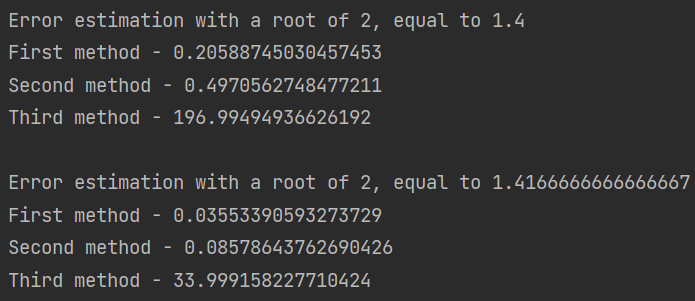 Error estimation with a root of 2, equal to 1.4
First method - 0.20588745030457453
Second method - 0.4970562748477211
Third method - 196.99494936626192
Error estimation with a root of 2, equal to 1.4166666666666667
First method - 0.03553390593273729
Second method - 0.08578643762690426
Third method - 33.999158227710424